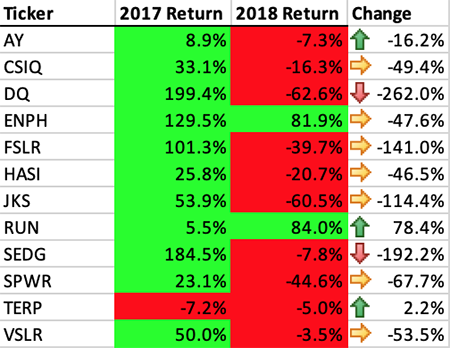 Ticker 2017 Return 2018 Return Change
AY 8.9% -7.3% -16.2%
CSIQ 33.1% -16.3% -49.4%
DQ 199.4% -62.6% -262.0%
ENPH 129.5% 81.9% -47.6%
FSLR 101.3% -39.7% -141.0%
HASI 25.8% -20.7% -46.5%
JKS 53.9% -60.5% -114.4%
RUN 5.5% 84.0% 78.4%
SEDG 184.5% -7.8% -192.2%
SPWR 23.1% -44.6% -67.7%
TERP -7.2% -5.0% 2.2%
VSLR 50.0% -3.5% -53.5%